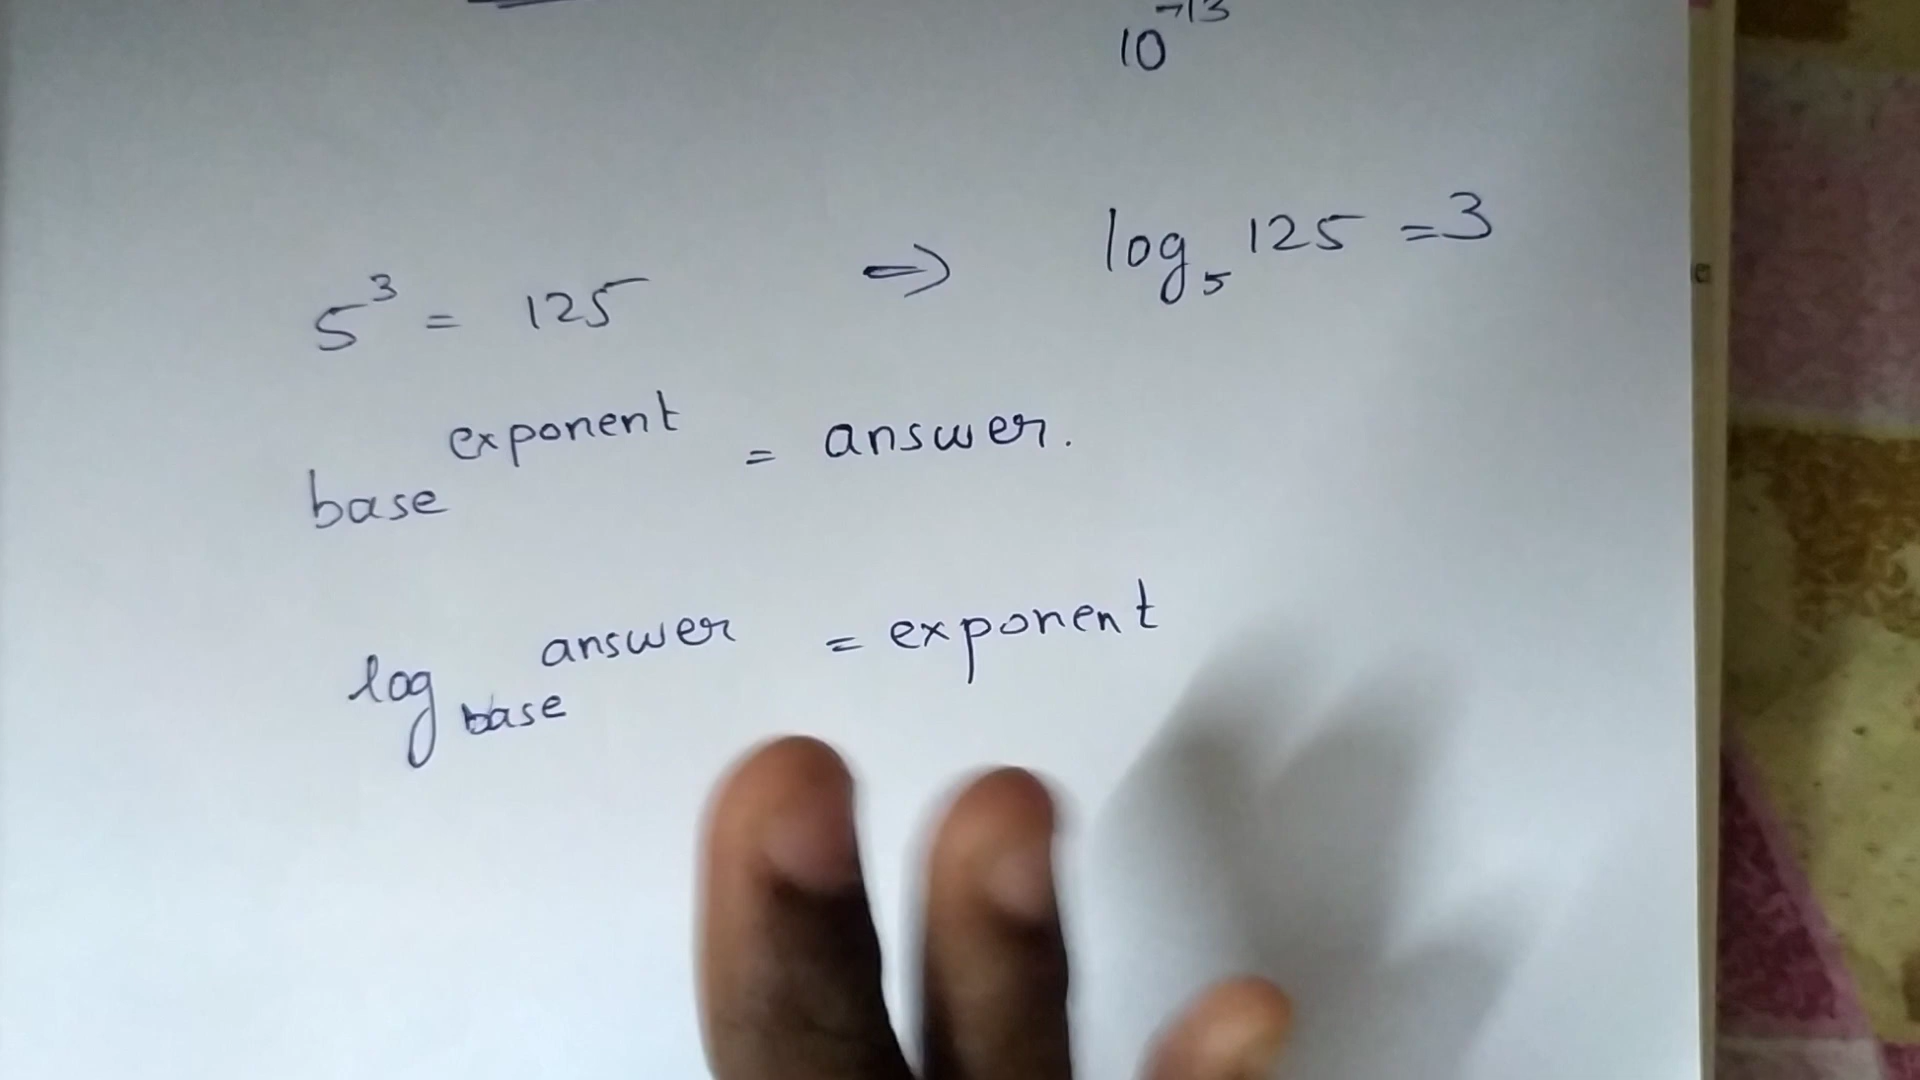 10
5³ = 125 ⇒ log₅ 125 = 3
base^exponent = answer.
log_base answer = exponent